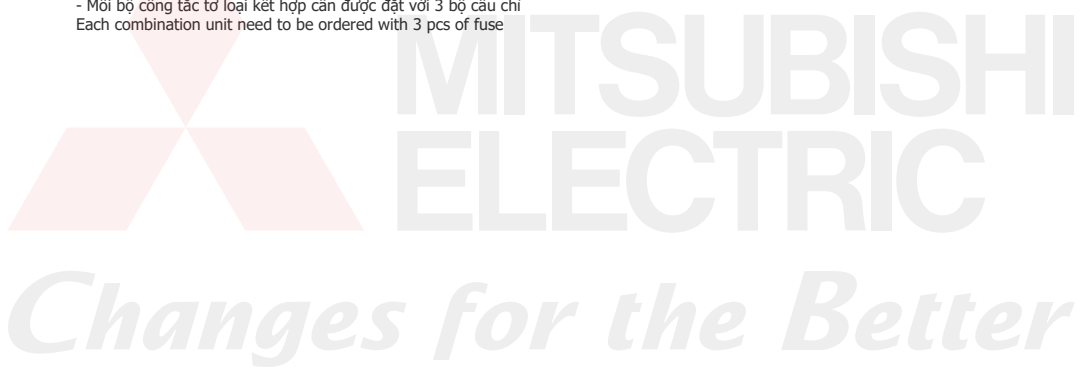 - Mỗi bộ công tắc tơ loại kết hợp cần được đặt với 3 bộ cầu chì
Each combination unit need to be ordered with 3 pcs of fuse
MITSUBISHI
ELECTRIC
Changes for the Better